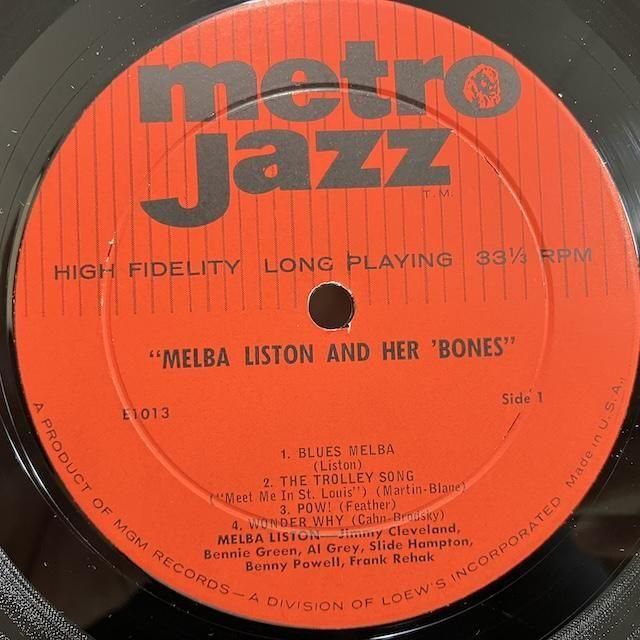 metro
jazz
T.M.
HIGH FIDELITY LONG PLAYING 33⅓ RPM
"MELBA LISTON AND HER 'BONES"
E1013 Side 1
1. BLUES MELBA
(Liston)
2. THE TROLLEY SONG
("Meet Me In St. Louis") (Martin-Blane)
3. POW! (Feather)
4. WONDER WHY (Cahn-Brodsky)
MELBA LISTON—Jimmy Cleveland,
Bennie Green, Al Grey, Slide Hampton,
Benny Powell, Frank Rehak
A PRODUCT OF MGM RECORDS—A DIVISION OF LOEW'S INCORPORATED Made in U.S.A.